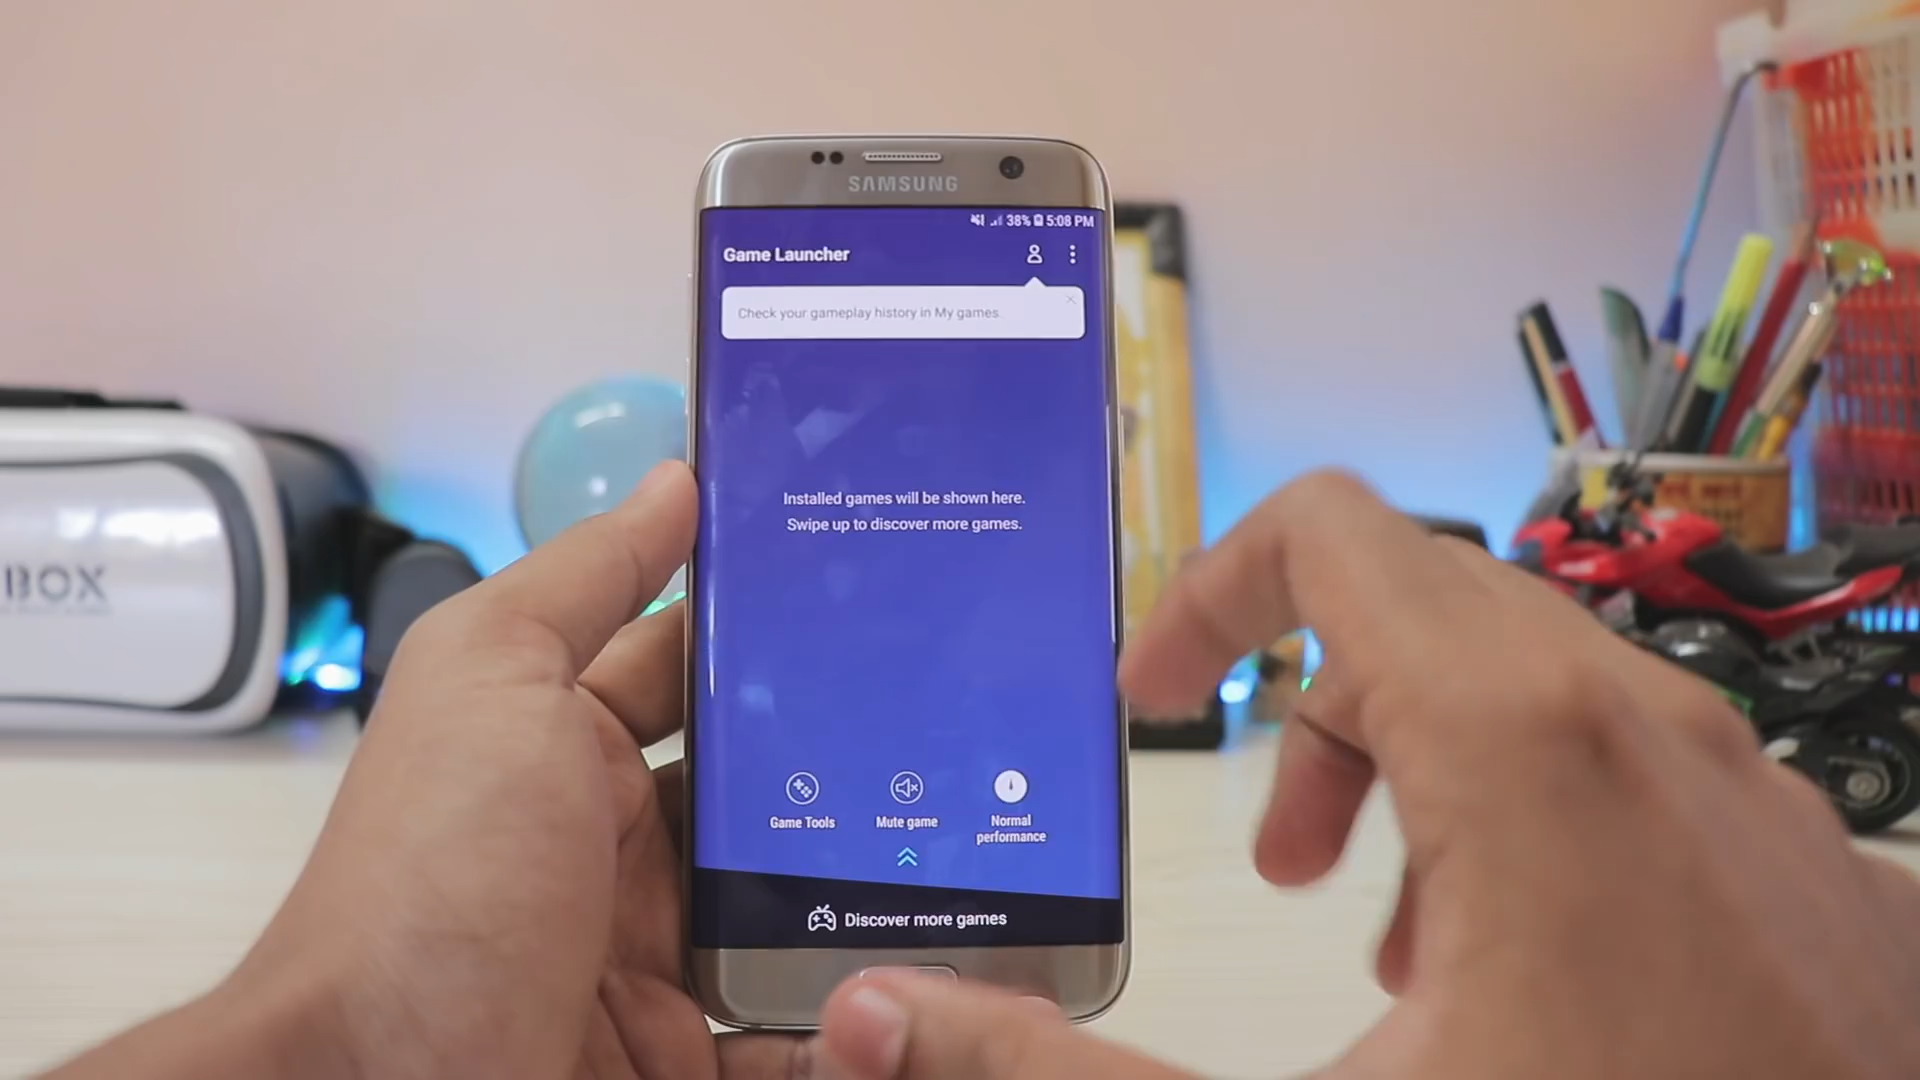 SAMSUNG
38% 5:08 PM
Game Launcher
Check your gameplay history in My games.
Installed games will be shown here.
Swipe up to discover more games.
Game Tools
Mute game
Normal
performance
Discover more games
BOX